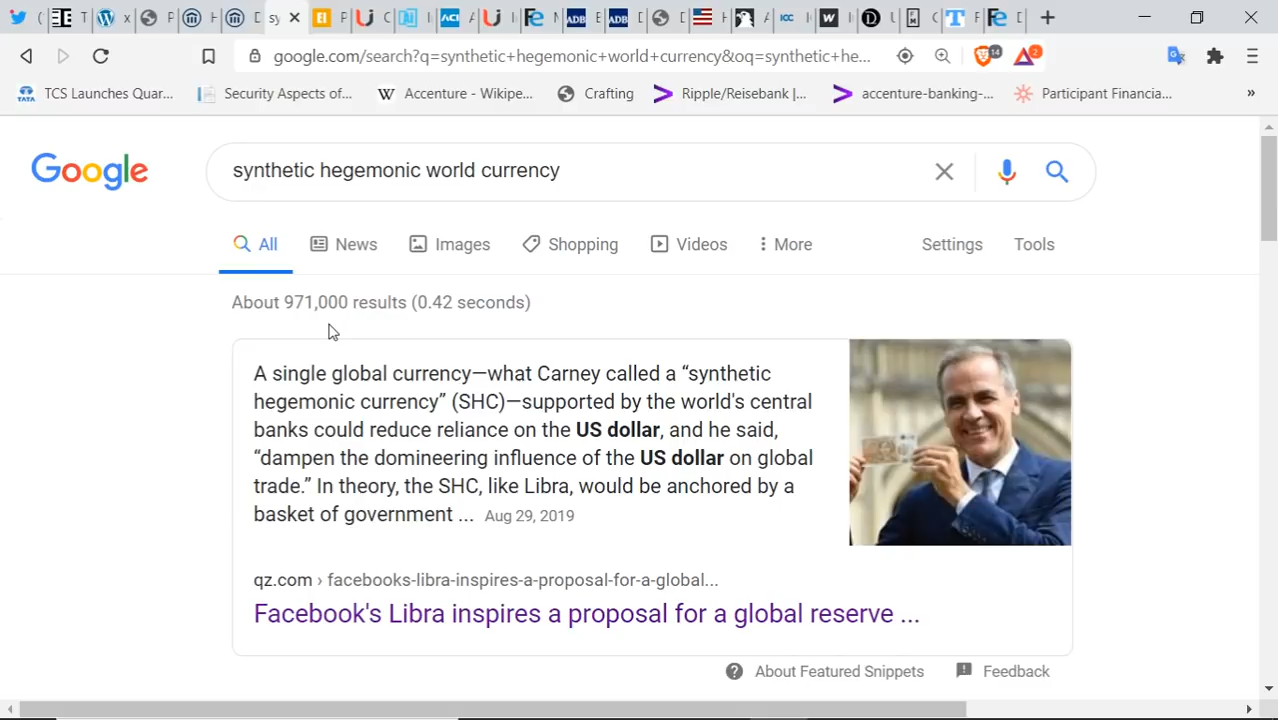 google.com/search?q=synthetic+hegemonic+world+currency&oq=synthetic+he...
14
2
TCS Launches Quar...
Security Aspects of...
Accenture - Wikipe...
Crafting
Ripple/Reisebank |...
accenture-banking-...
Participant Financia...
»
Google
synthetic hegemonic world currency
All
News
Images
Shopping
Videos
More
Settings
Tools
About 971,000 results (0.42 seconds)
A single global currency—what Carney called a “synthetic
hegemonic currency” (SHC)—supported by the world's central
banks could reduce reliance on the US dollar, and he said,
“dampen the domineering influence of the US dollar on global
trade.” In theory, the SHC, like Libra, would be anchored by a
basket of government ... Aug 29, 2019
qz.com › facebooks-libra-inspires-a-proposal-for-a-global...
Facebook's Libra inspires a proposal for a global reserve ...
About Featured Snippets
Feedback